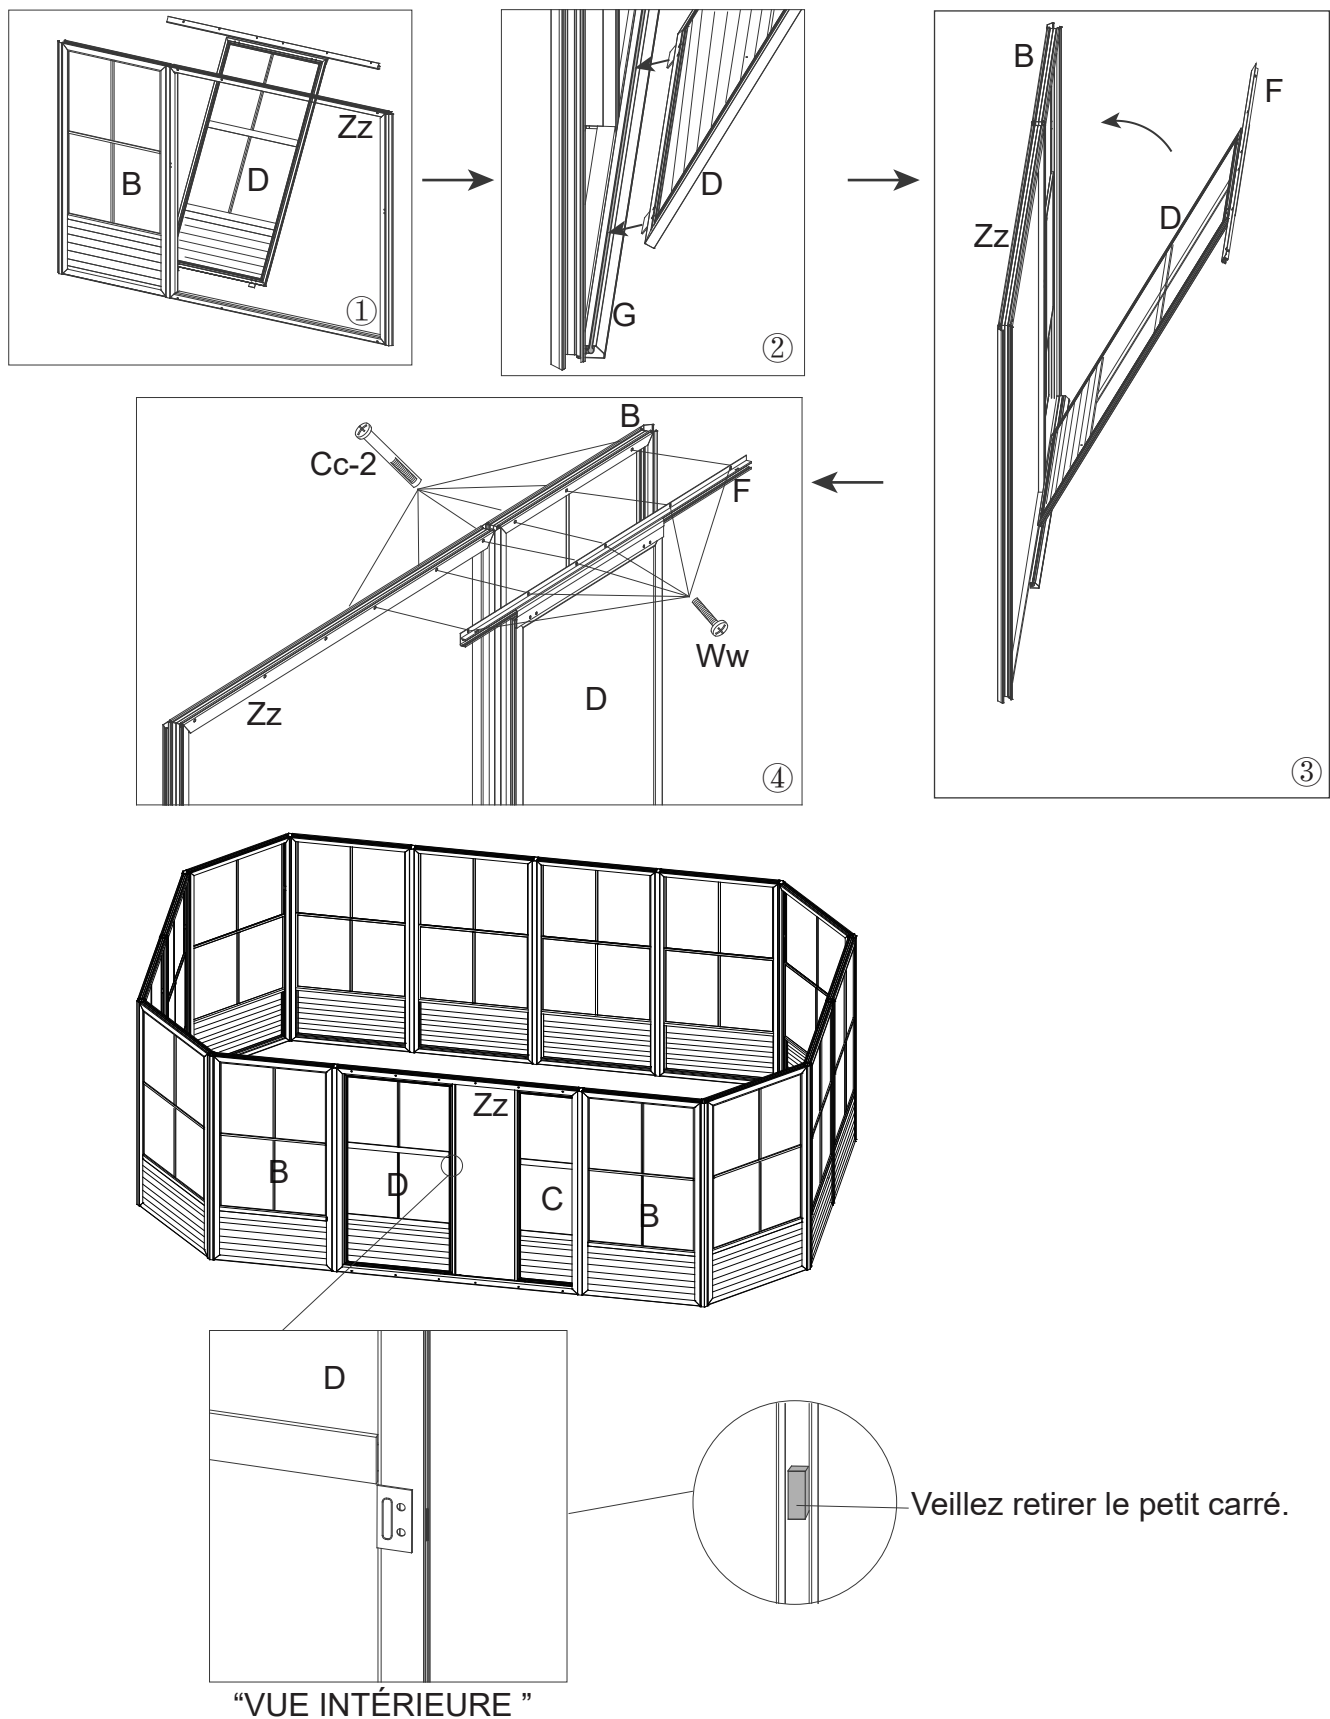 B
D
Zz
①
D
G
②
B
F
D
Zz
③
B
Cc-2
F
Ww
D
Zz
④
Zz
B
D
C
B
D
Veillez retirer le petit carré.
“VUE INTÉRIEURE ”